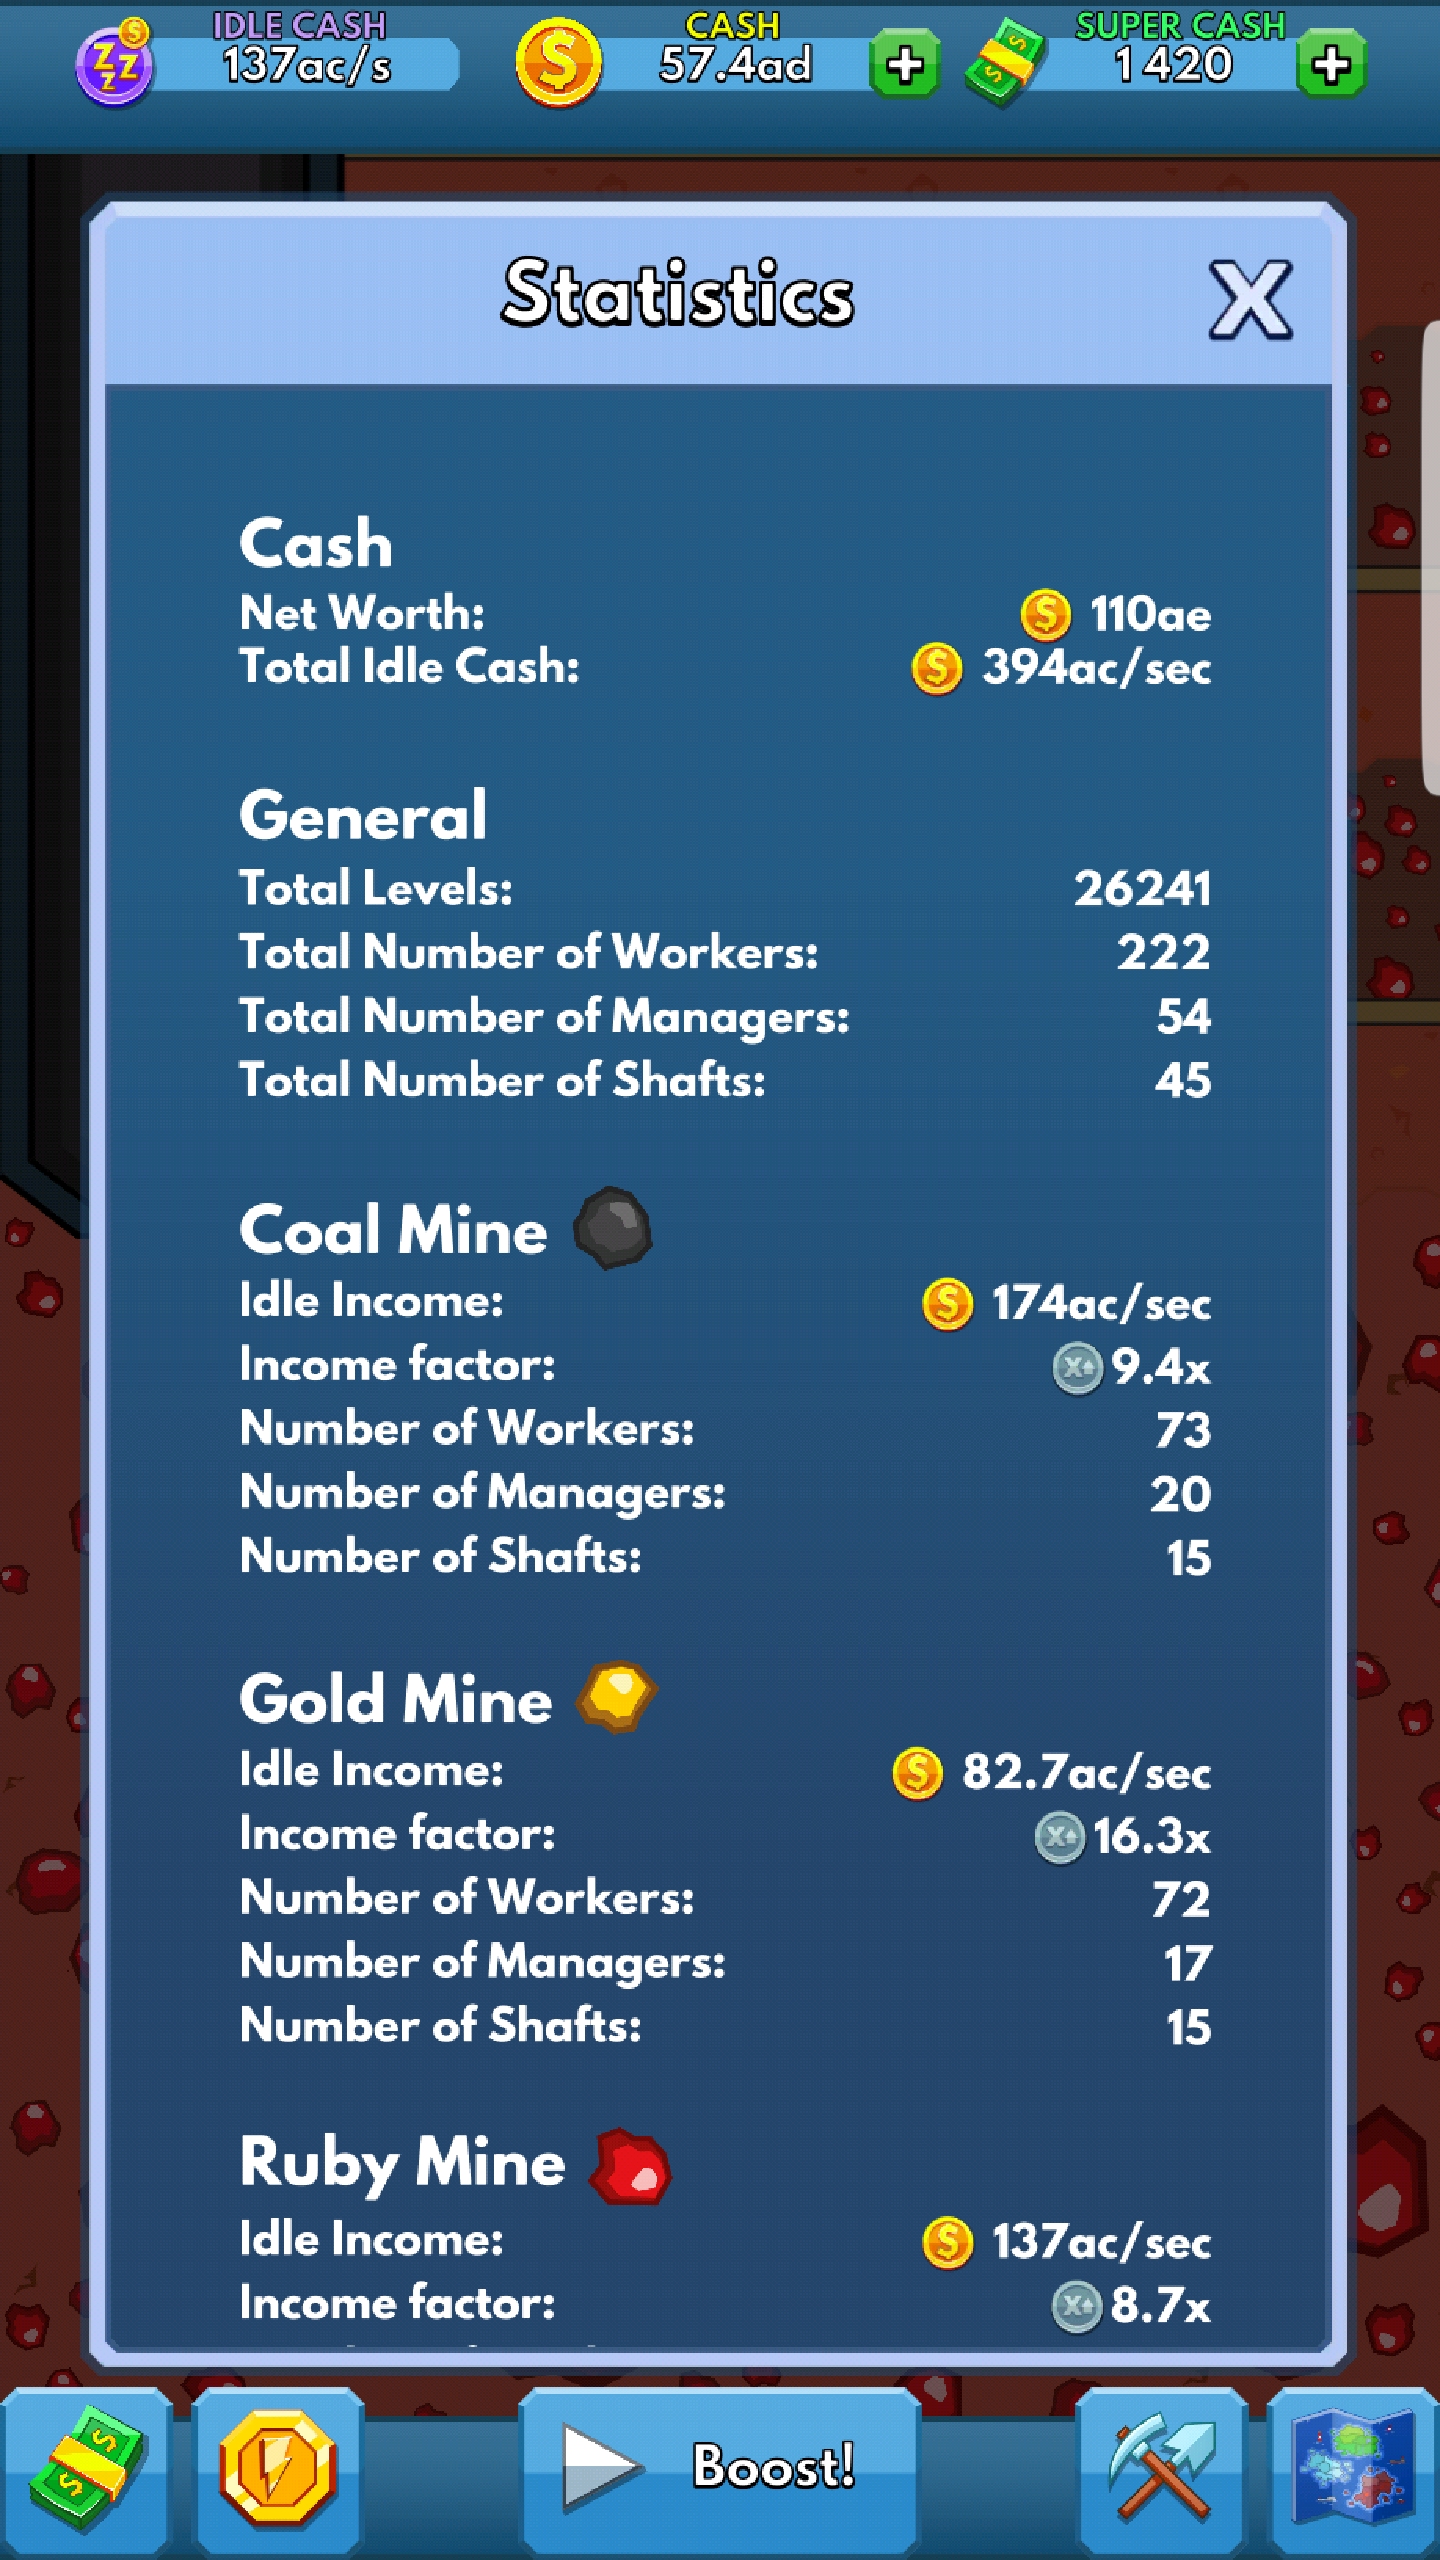 IDLE CASH CASH SUPER CASH
137ac/s 57.4ad 1 420
Statistics X
Cash
Net Worth: 110ae
Total Idle Cash: 394ac/sec
General
Total Levels: 26241
Total Number of Workers: 222
Total Number of Managers: 54
Total Number of Shafts: 45
Coal Mine
Idle Income: 174ac/sec
Income factor: 9.4x
Number of Workers: 73
Number of Managers: 20
Number of Shafts: 15
Gold Mine
Idle Income: 82.7ac/sec
Income factor: 16.3x
Number of Workers: 72
Number of Managers: 17
Number of Shafts: 15
Ruby Mine
Idle Income: 137ac/sec
Income factor: 8.7x
Boost!